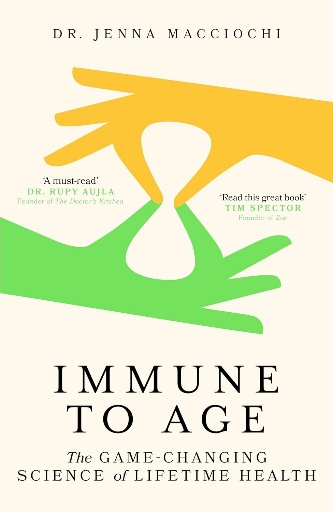 DR. JENNA MACCIOCHI
'A must-read'
DR. RUPY AUJLA
Founder of The Doctor's Kitchen
'Read this great book'
TIM SPECTOR
Founder of Zoe
IMMUNE
TO AGE
The GAME-CHANGING
SCIENCE of LIFETIME HEALTH